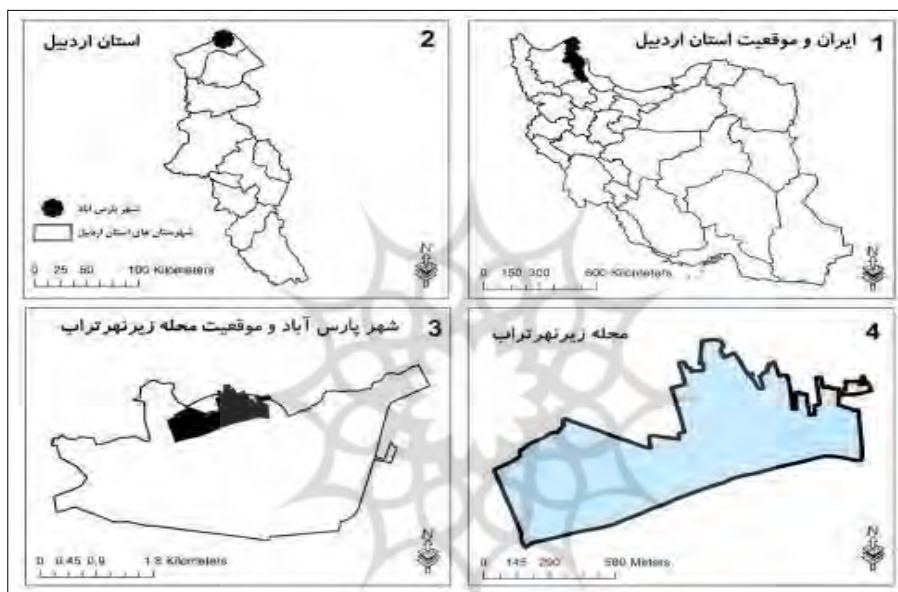 ایران و موقعیت استان اردبیل 1
0 150 300 600 Kilometers
N
استان اردبیل 2
شهر پارس اباد
شهرستان های استان اردبیل
0 25 50 100 Kilometers
N
شهر پارس آباد و موقعیت محله زیرنهرتراب 3
0 0.45 0.9 1.8 Kilometers
N
محله زیرنهرتراب 4
0 145 290 580 Meters
N